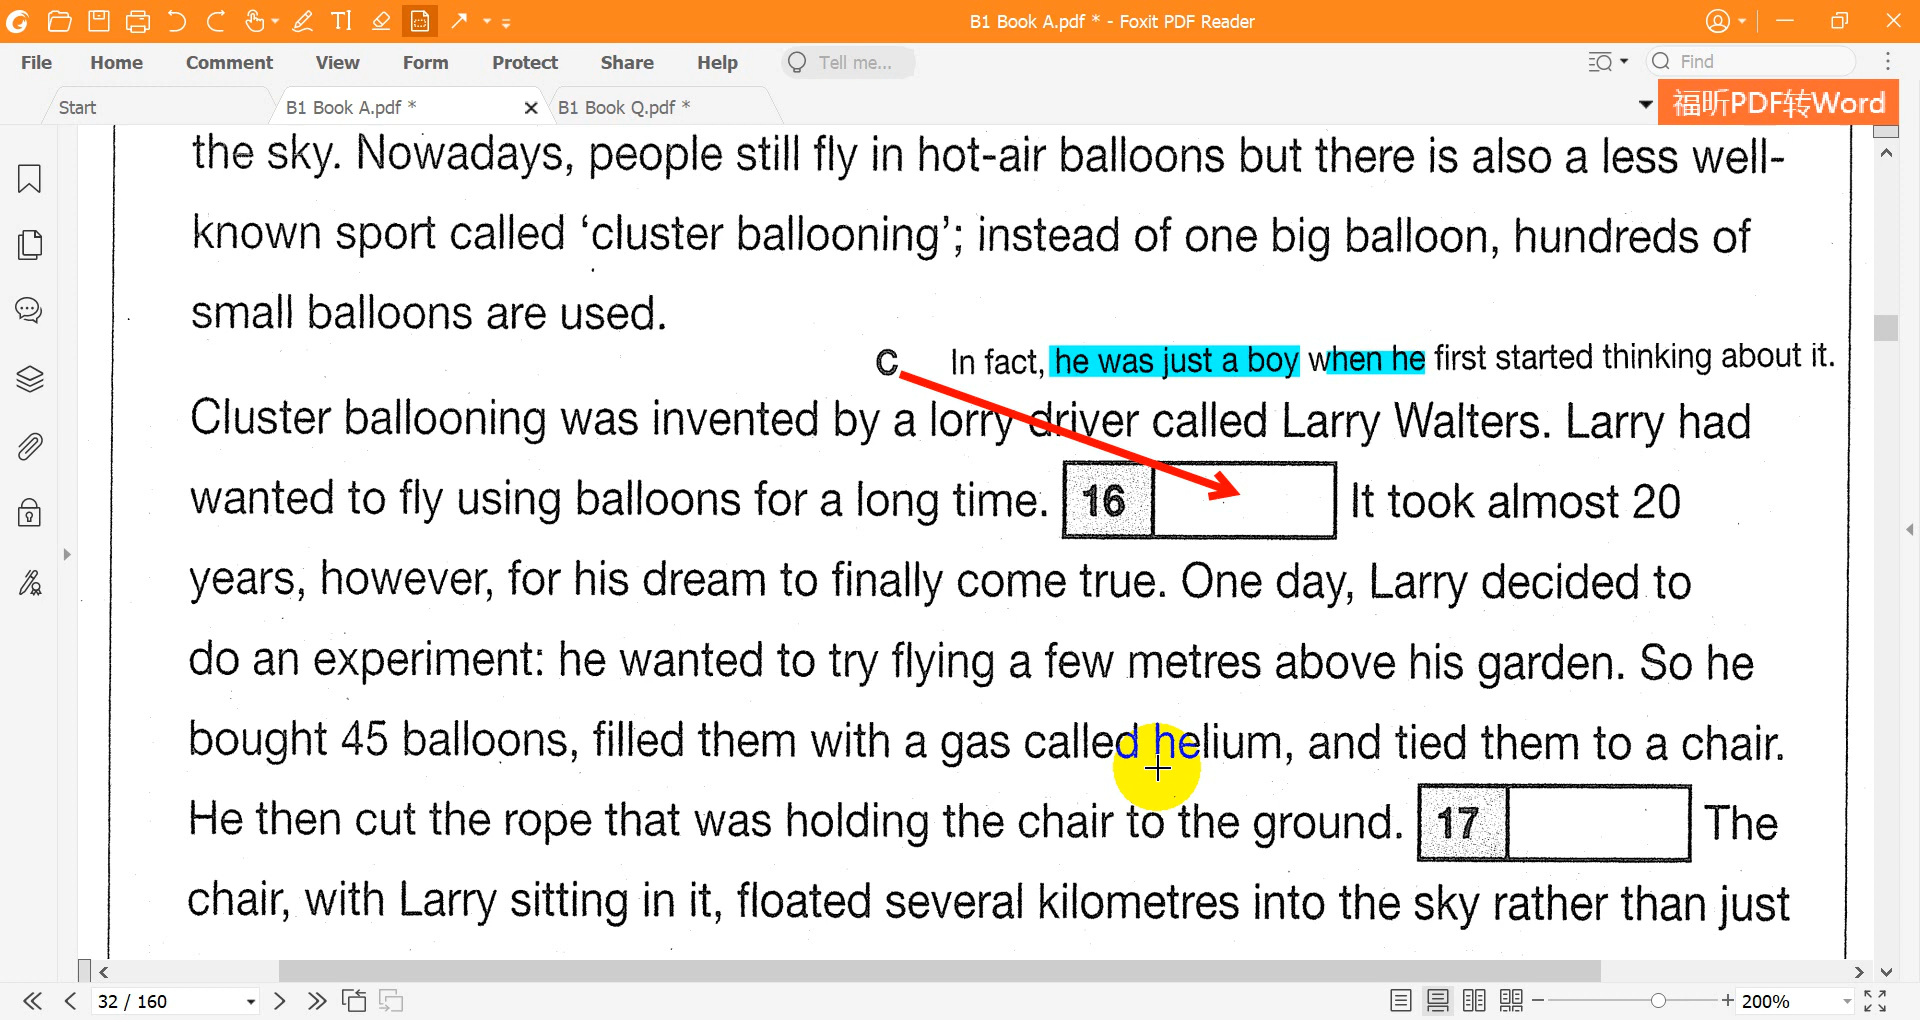 B1 Book A.pdf * - Foxit PDF Reader
File Home Comment View Form Protect Share Help Tell me... Find
Start B1 Book A.pdf * B1 Book Q.pdf * 福昕PDF转Word
the sky. Nowadays, people still fly in hot-air balloons but there is also a less well-
known sport called ‘cluster ballooning’; instead of one big balloon, hundreds of
small balloons are used.
C In fact, he was just a boy when he first started thinking about it.
Cluster ballooning was invented by a lorry driver called Larry Walters. Larry had
wanted to fly using balloons for a long time. 16 It took almost 20
years, however, for his dream to finally come true. One day, Larry decided to
do an experiment: he wanted to try flying a few metres above his garden. So he
bought 45 balloons, filled them with a gas called helium, and tied them to a chair.
He then cut the rope that was holding the chair to the ground. 17 The
chair, with Larry sitting in it, floated several kilometres into the sky rather than just
32 / 160 200%